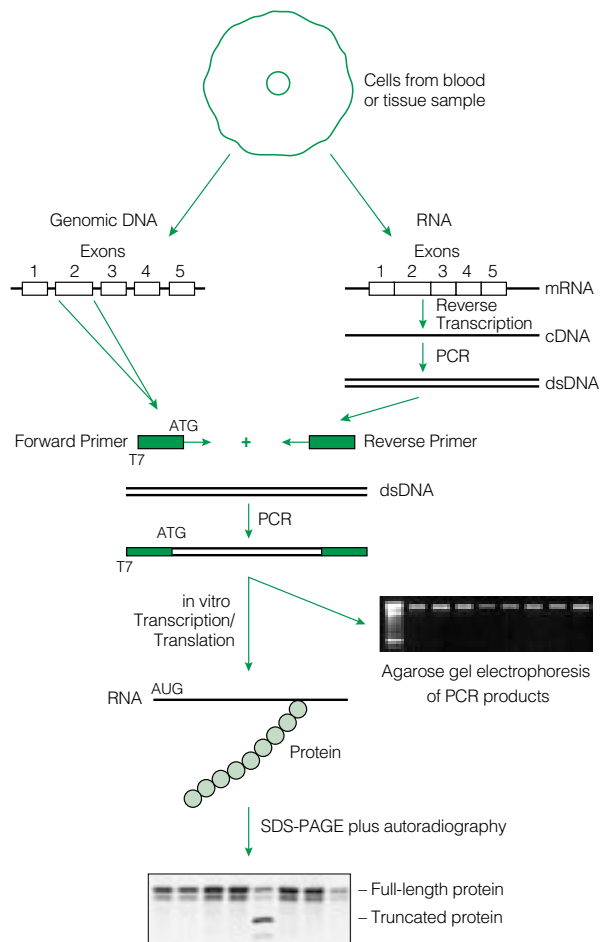 Cells from blood
or tissue sample
Genomic DNA
Exons
1 2 3 4 5
RNA
Exons
1 2 3 4 5
mRNA
Reverse
Transcription
cDNA
PCR
dsDNA
ATG
Forward Primer
T7
+
Reverse Primer
dsDNA
PCR
ATG
T7
in vitro
Transcription/
Translation
Agarose gel electrophoresis
of PCR products
AUG
RNA
Protein
SDS-PAGE plus autoradiography
– Full-length protein
– Truncated protein